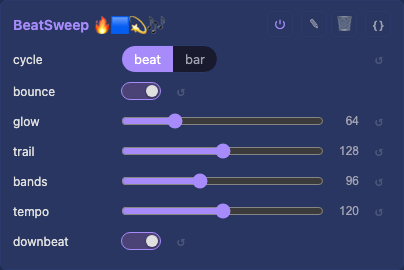 BeatSweep 🔥🟦💫🎶 {}
cycle beat bar
bounce
glow 64
trail 128
bands 96
tempo 120
downbeat